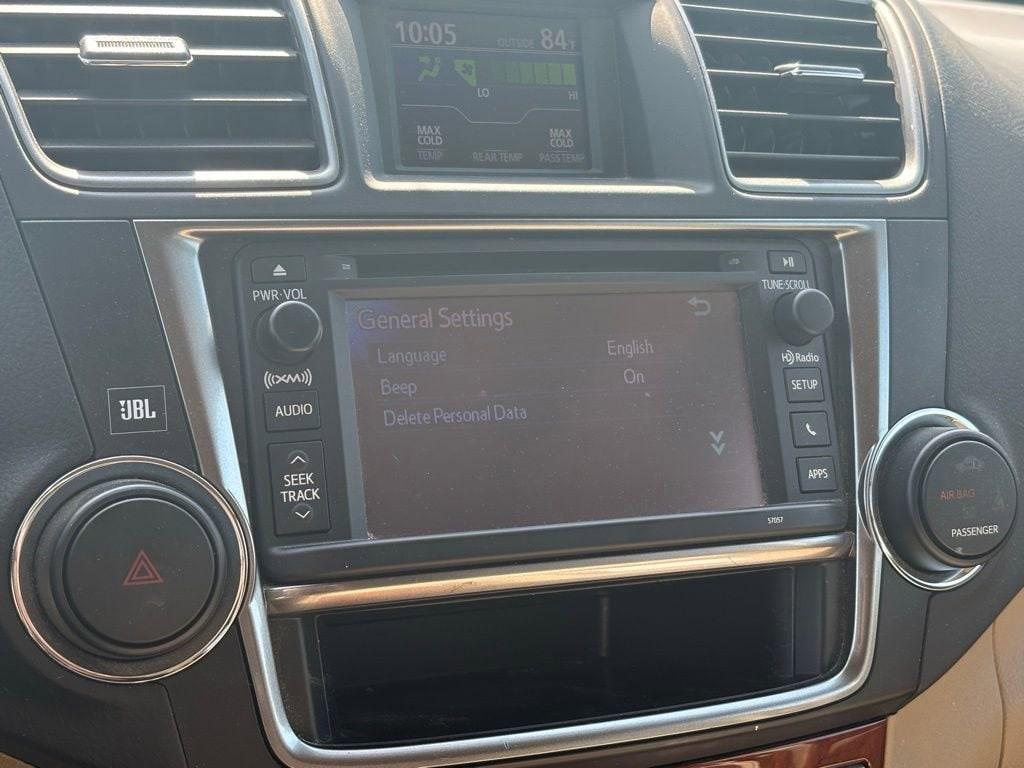 10:05 OUTSIDE 84°F
LO HI
MAX COLD MAX COLD
TEMP REAR TEMP PASS TEMP
PWR·VOL TUNE·SCROLL
General Settings
Language English
Beep On
Delete Personal Data
((XM))
AUDIO
SEEK
TRACK
HD Radio
SETUP
APPS
57057
JBL
AIR BAG
PASSENGER